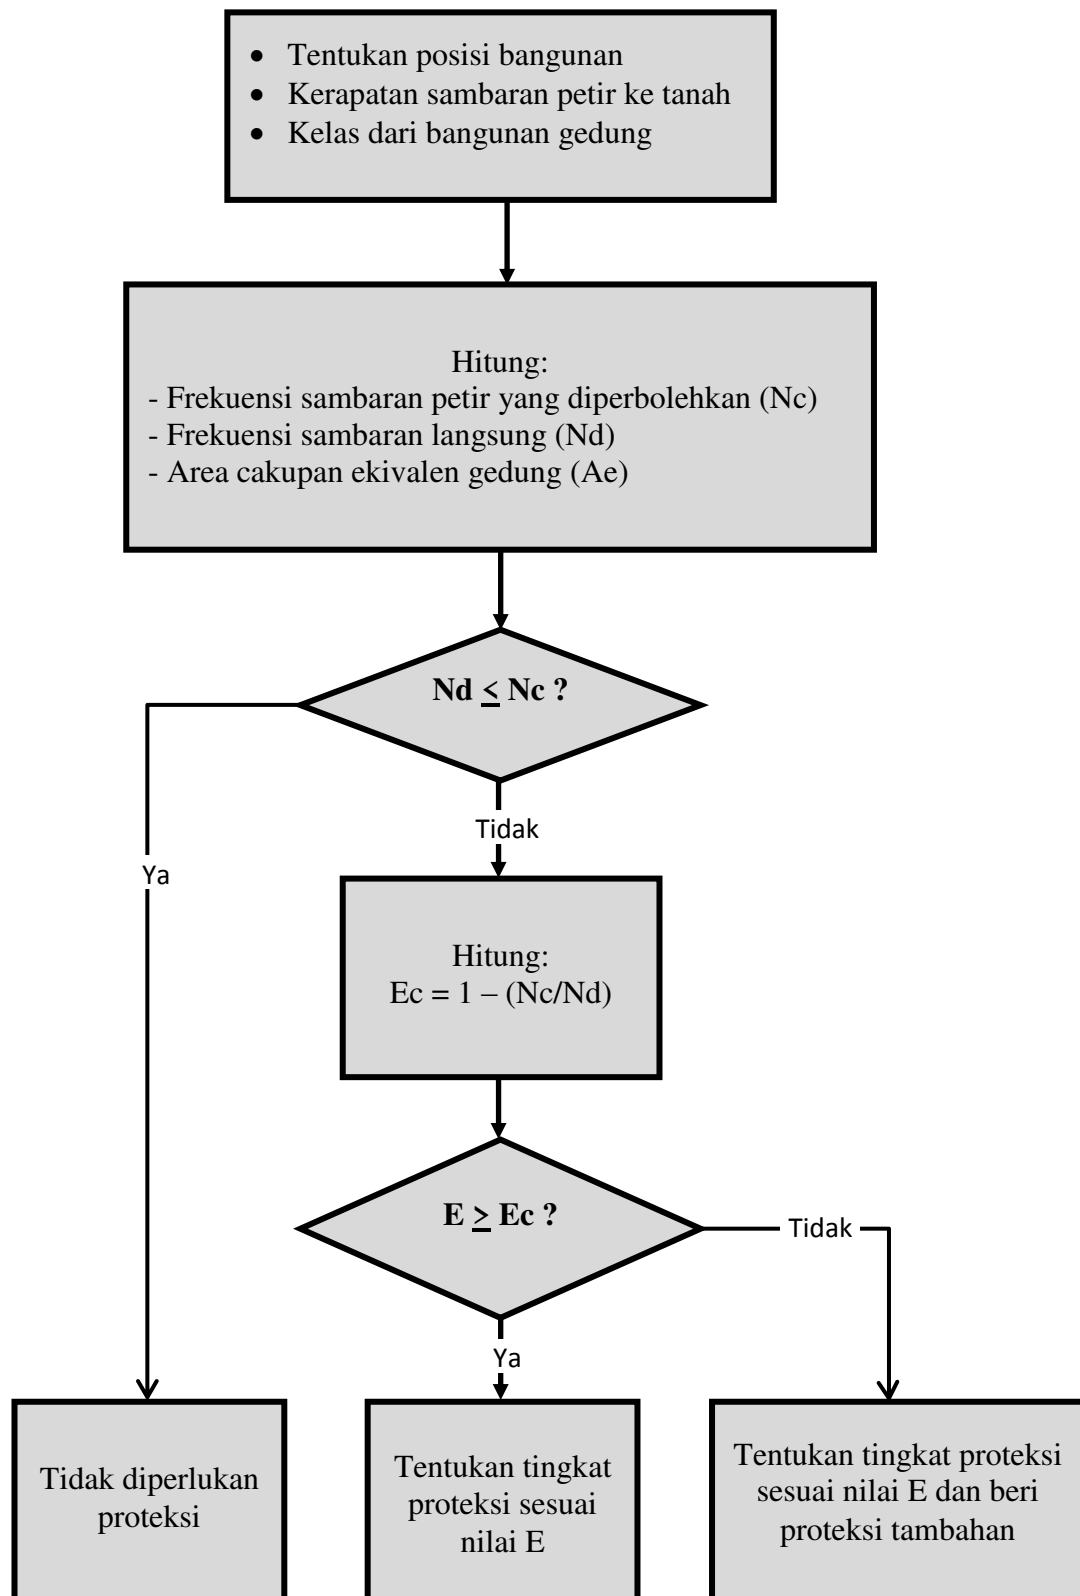 • Tentukan posisi bangunan
• Kerapatan sambaran petir ke tanah
• Kelas dari bangunan gedung
Hitung:
- Frekuensi sambaran petir yang diperbolehkan (Nc)
- Frekuensi sambaran langsung (Nd)
- Area cakupan ekivalen gedung (Ae)
Nd ≤ Nc ?
Tidak
Ya
Hitung:
Ec = 1 – (Nc/Nd)
E ≥ Ec ?
Tidak
Ya
Tidak diperlukan
proteksi
Tentukan tingkat
proteksi sesuai
nilai E
Tentukan tingkat proteksi
sesuai nilai E dan beri
proteksi tambahan